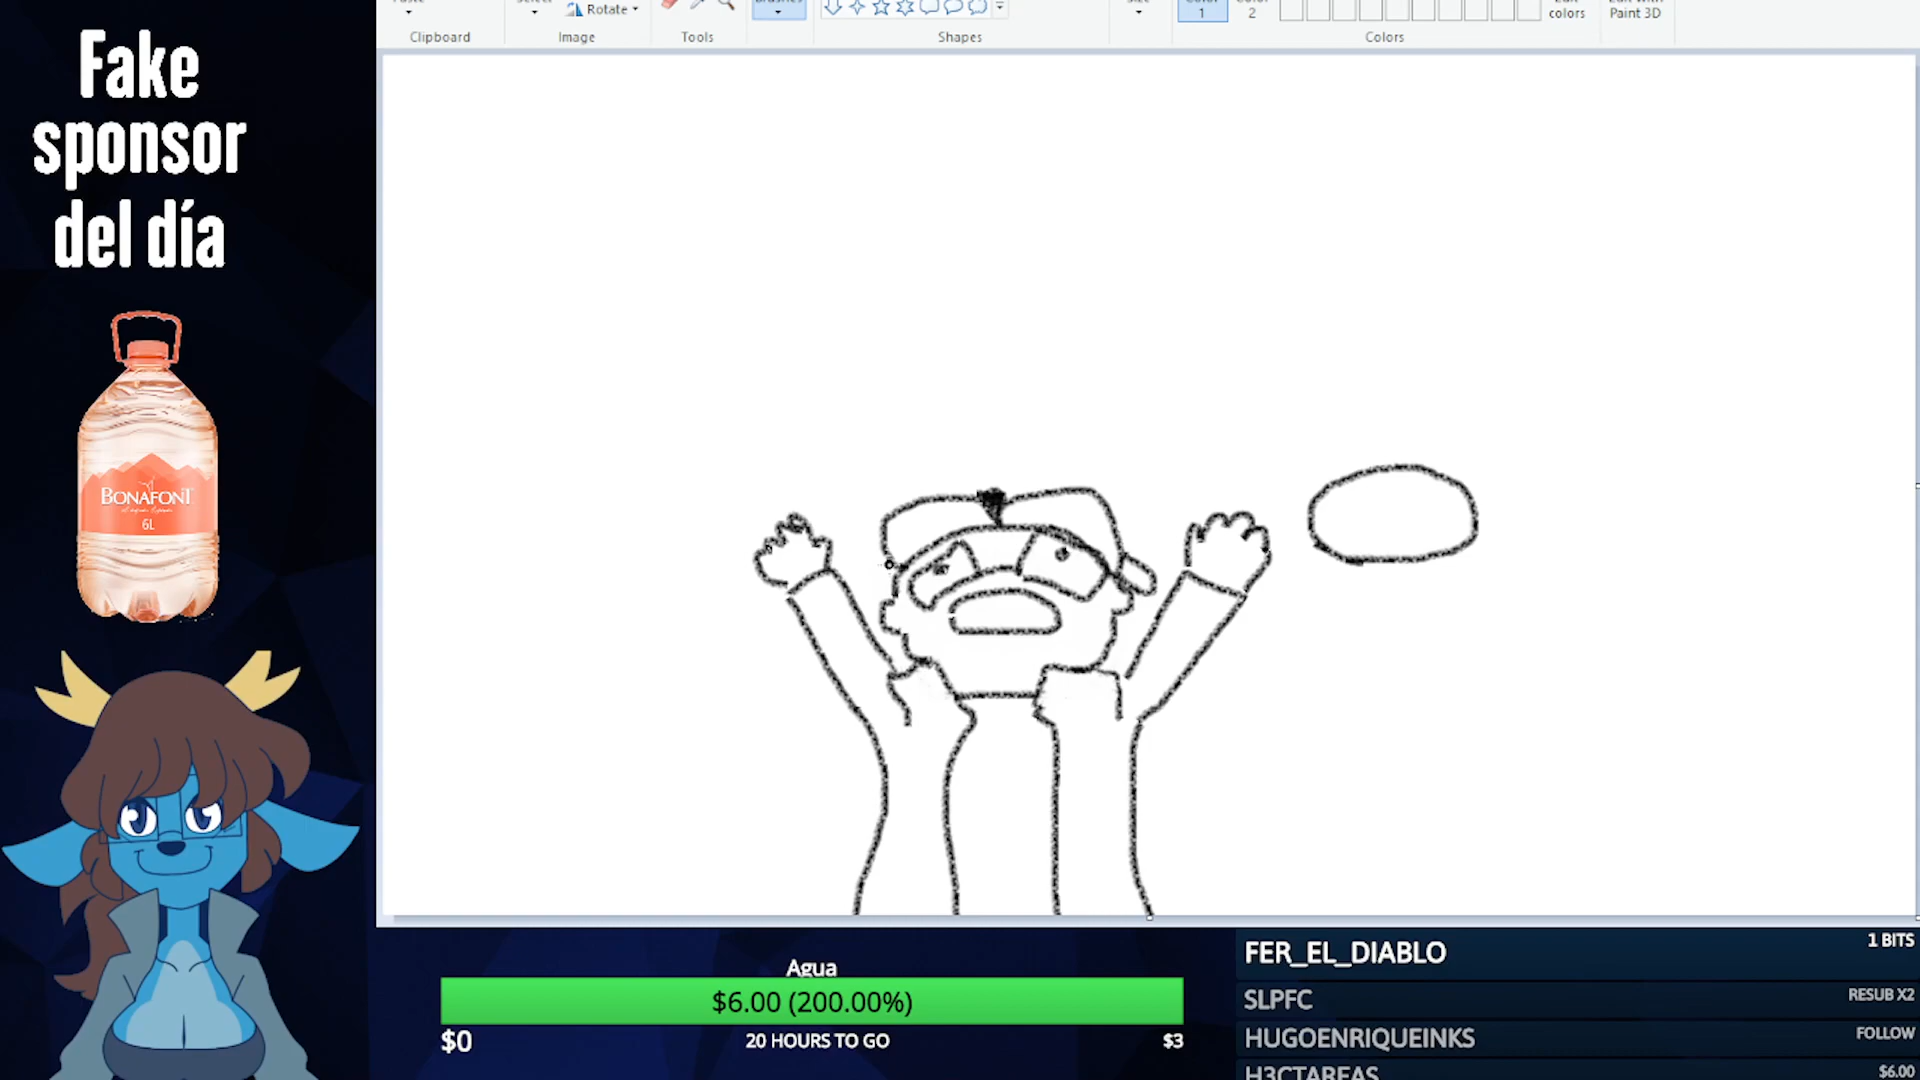 Fake
sponsor
del día
BONAFONT
6L
Rotate
Clipboard
Image
Tools
Shapes
1
2
colors
Paint 3D
Colors
Agua
$6.00 (200.00%)
$0
20 HOURS TO GO
$3
FER_EL_DIABLO
1 BITS
SLPFC
RESUB X2
HUGOENRIQUEINKS
FOLLOW
H3CTAREAS
$6.00